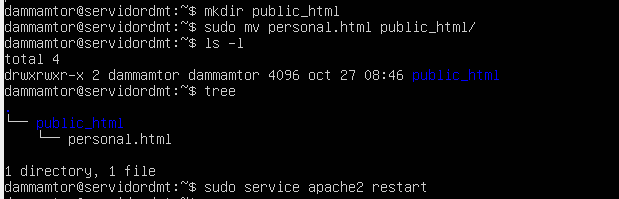 dammamtor@servidordmt:~$ mkdir public_html
dammamtor@servidordmt:~$ sudo mv personal.html public_html/
dammamtor@servidordmt:~$ ls -l
total 4
drwxrwxr-x 2 dammamtor dammamtor 4096 oct 27 08:46 public_html
dammamtor@servidordmt:~$ tree
.
└── public_html
    └── personal.html

1 directory, 1 file
dammamtor@servidordmt:~$ sudo service apache2 restart